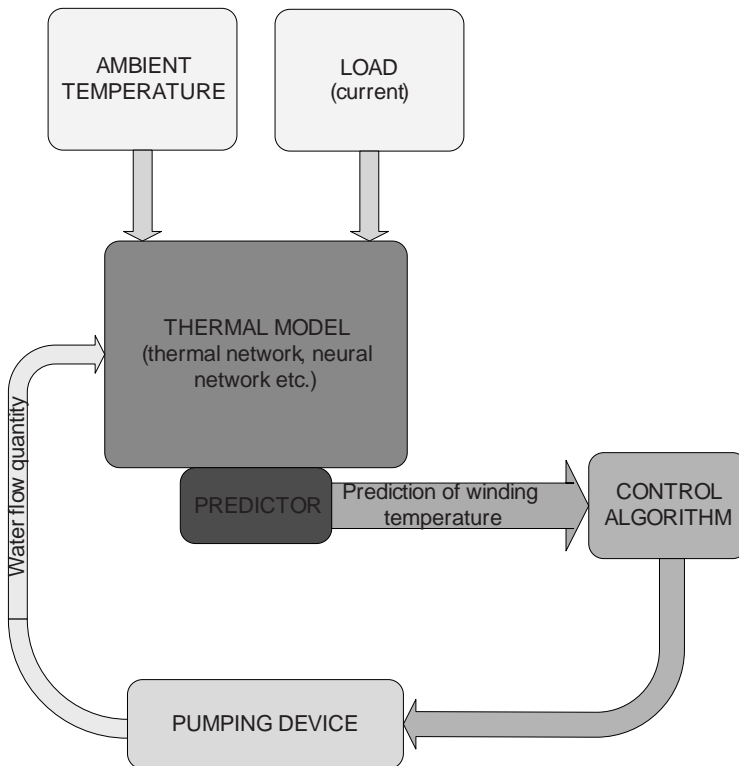 AMBIENT
TEMPERATURE
LOAD
(current)
THERMAL MODEL
(thermal network, neural
network etc.)
Water flow quantity
PREDICTOR
Prediction of winding
temperature
CONTROL
ALGORITHM
PUMPING DEVICE